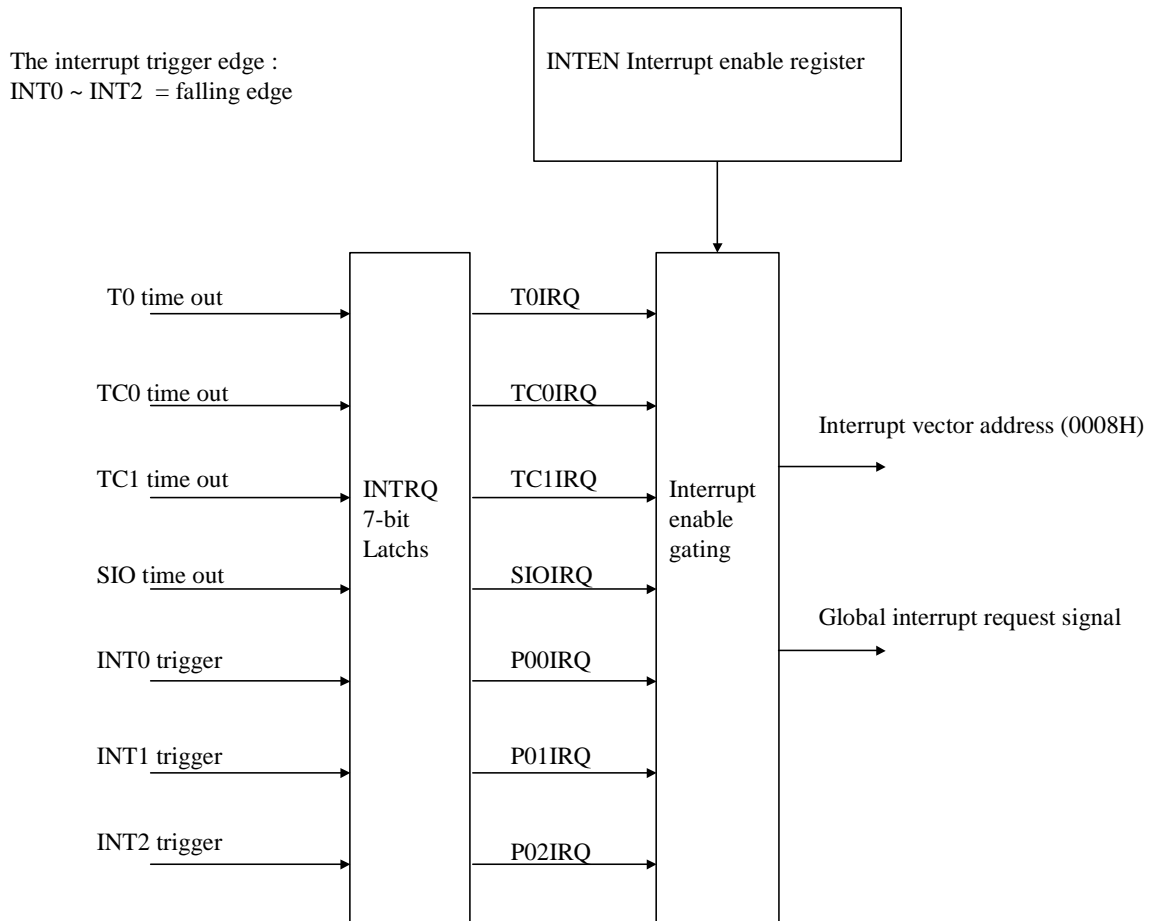 The interrupt trigger edge :
INT0 ~ INT2  = falling edge
INTEN Interrupt enable register
T0 time out
T0IRQ
TC0 time out
TC0IRQ
Interrupt vector address (0008H)
TC1 time out
INTRQ
7-bit
Latchs
TC1IRQ
Interrupt
enable
gating
SIO time out
SIOIRQ
Global interrupt request signal
INT0 trigger
P00IRQ
INT1 trigger
P01IRQ
INT2 trigger
P02IRQ